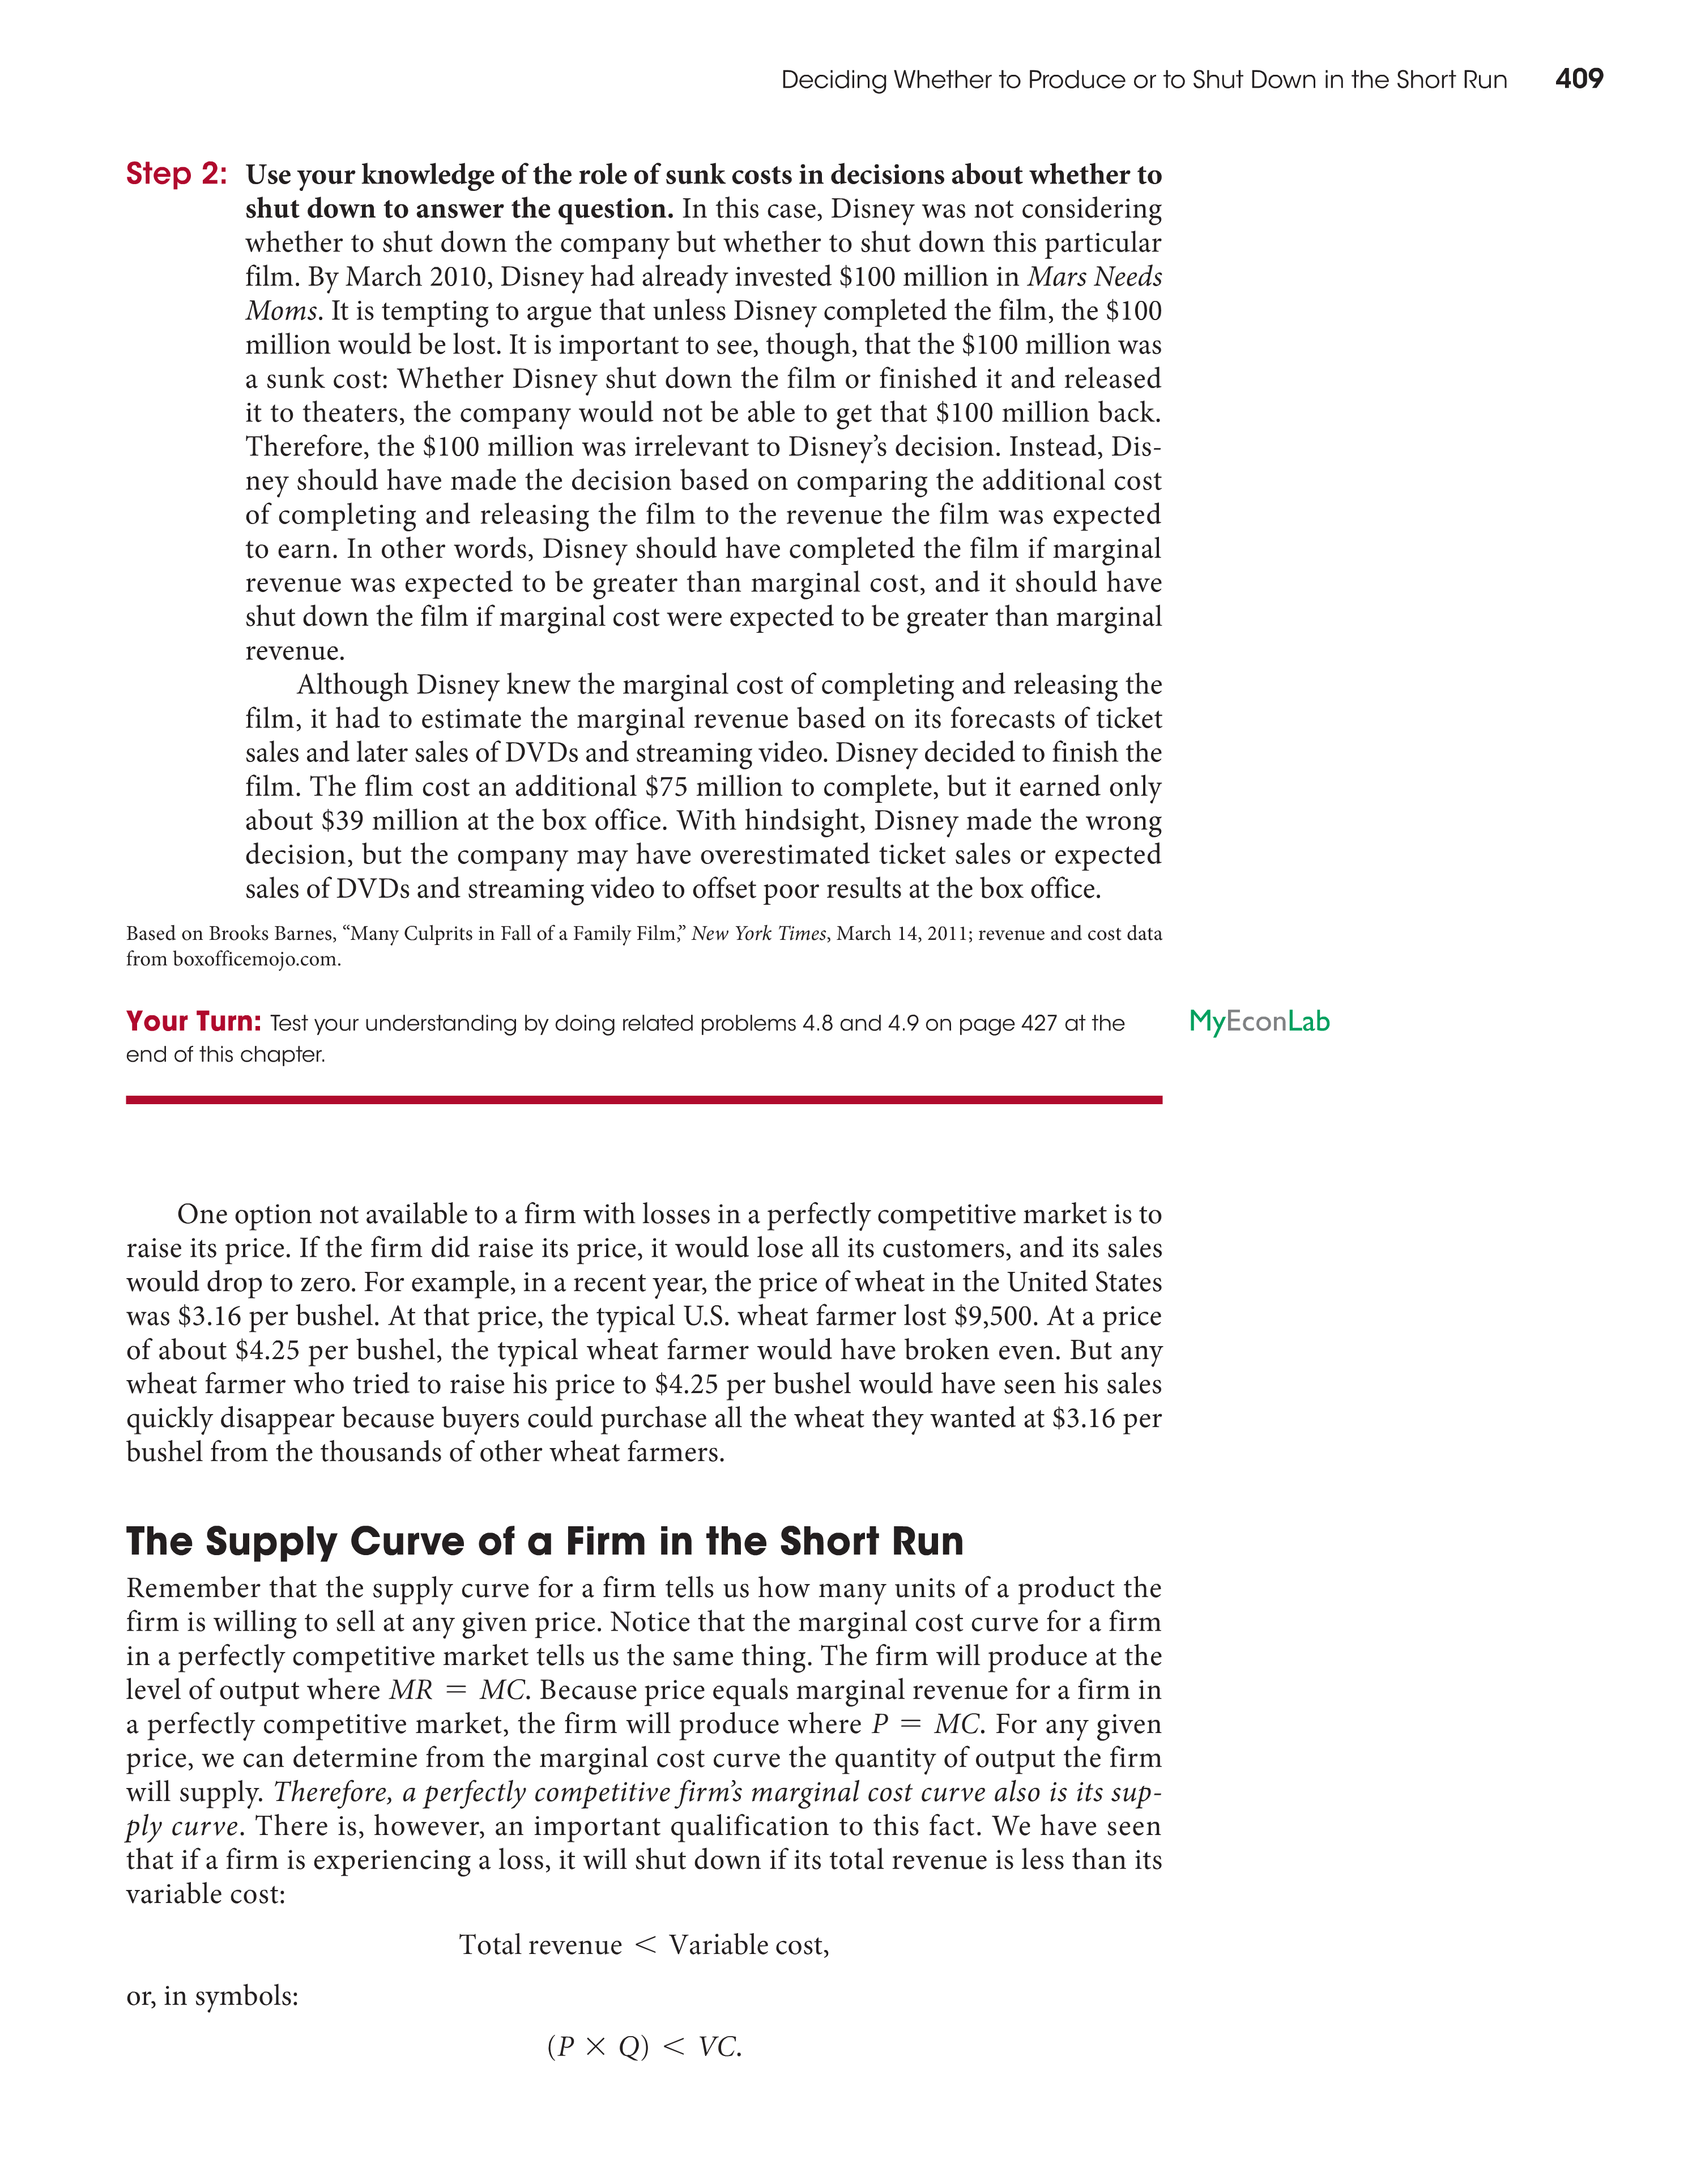 Deciding Whether to Produce or to Shut Down in the Short Run 409
Step 2: Use your knowledge of the role of sunk costs in decisions about whether to
shut down to answer the question. In this case, Disney was not considering
whether to shut down the company but whether to shut down this particular
film. By March 2010, Disney had already invested $100 million in Mars Needs
Moms. It is tempting to argue that unless Disney completed the film, the $100
million would be lost. It is important to see, though, that the $100 million was
a sunk cost: Whether Disney shut down the film or finished it and released
it to theaters, the company would not be able to get that $100 million back.
Therefore, the $100 million was irrelevant to Disney’s decision. Instead, Dis-
ney should have made the decision based on comparing the additional cost
of completing and releasing the film to the revenue the film was expected
to earn. In other words, Disney should have completed the film if marginal
revenue was expected to be greater than marginal cost, and it should have
shut down the film if marginal cost were expected to be greater than marginal
revenue.
Although Disney knew the marginal cost of completing and releasing the
film, it had to estimate the marginal revenue based on its forecasts of ticket
sales and later sales of DVDs and streaming video. Disney decided to finish the
film. The flim cost an additional $75 million to complete, but it earned only
about $39 million at the box office. With hindsight, Disney made the wrong
decision, but the company may have overestimated ticket sales or expected
sales of DVDs and streaming video to offset poor results at the box office.
Based on Brooks Barnes, “Many Culprits in Fall of a Family Film,” New York Times, March 14, 2011; revenue and cost data
from boxofficemojo.com.
Your Turn: Test your understanding by doing related problems 4.8 and 4.9 on page 427 at the
end of this chapter.
MyEconLab
One option not available to a firm with losses in a perfectly competitive market is to
raise its price. If the firm did raise its price, it would lose all its customers, and its sales
would drop to zero. For example, in a recent year, the price of wheat in the United States
was $3.16 per bushel. At that price, the typical U.S. wheat farmer lost $9,500. At a price
of about $4.25 per bushel, the typical wheat farmer would have broken even. But any
wheat farmer who tried to raise his price to $4.25 per bushel would have seen his sales
quickly disappear because buyers could purchase all the wheat they wanted at $3.16 per
bushel from the thousands of other wheat farmers.
The Supply Curve of a Firm in the Short Run
Remember that the supply curve for a firm tells us how many units of a product the
firm is willing to sell at any given price. Notice that the marginal cost curve for a firm
in a perfectly competitive market tells us the same thing. The firm will produce at the
level of output where MR = MC. Because price equals marginal revenue for a firm in
a perfectly competitive market, the firm will produce where P = MC. For any given
price, we can determine from the marginal cost curve the quantity of output the firm
will supply. Therefore, a perfectly competitive firm’s marginal cost curve also is its sup-
ply curve. There is, however, an important qualification to this fact. We have seen
that if a firm is experiencing a loss, it will shut down if its total revenue is less than its
variable cost:
Total revenue < Variable cost,
or, in symbols:
(P × Q) < VC.